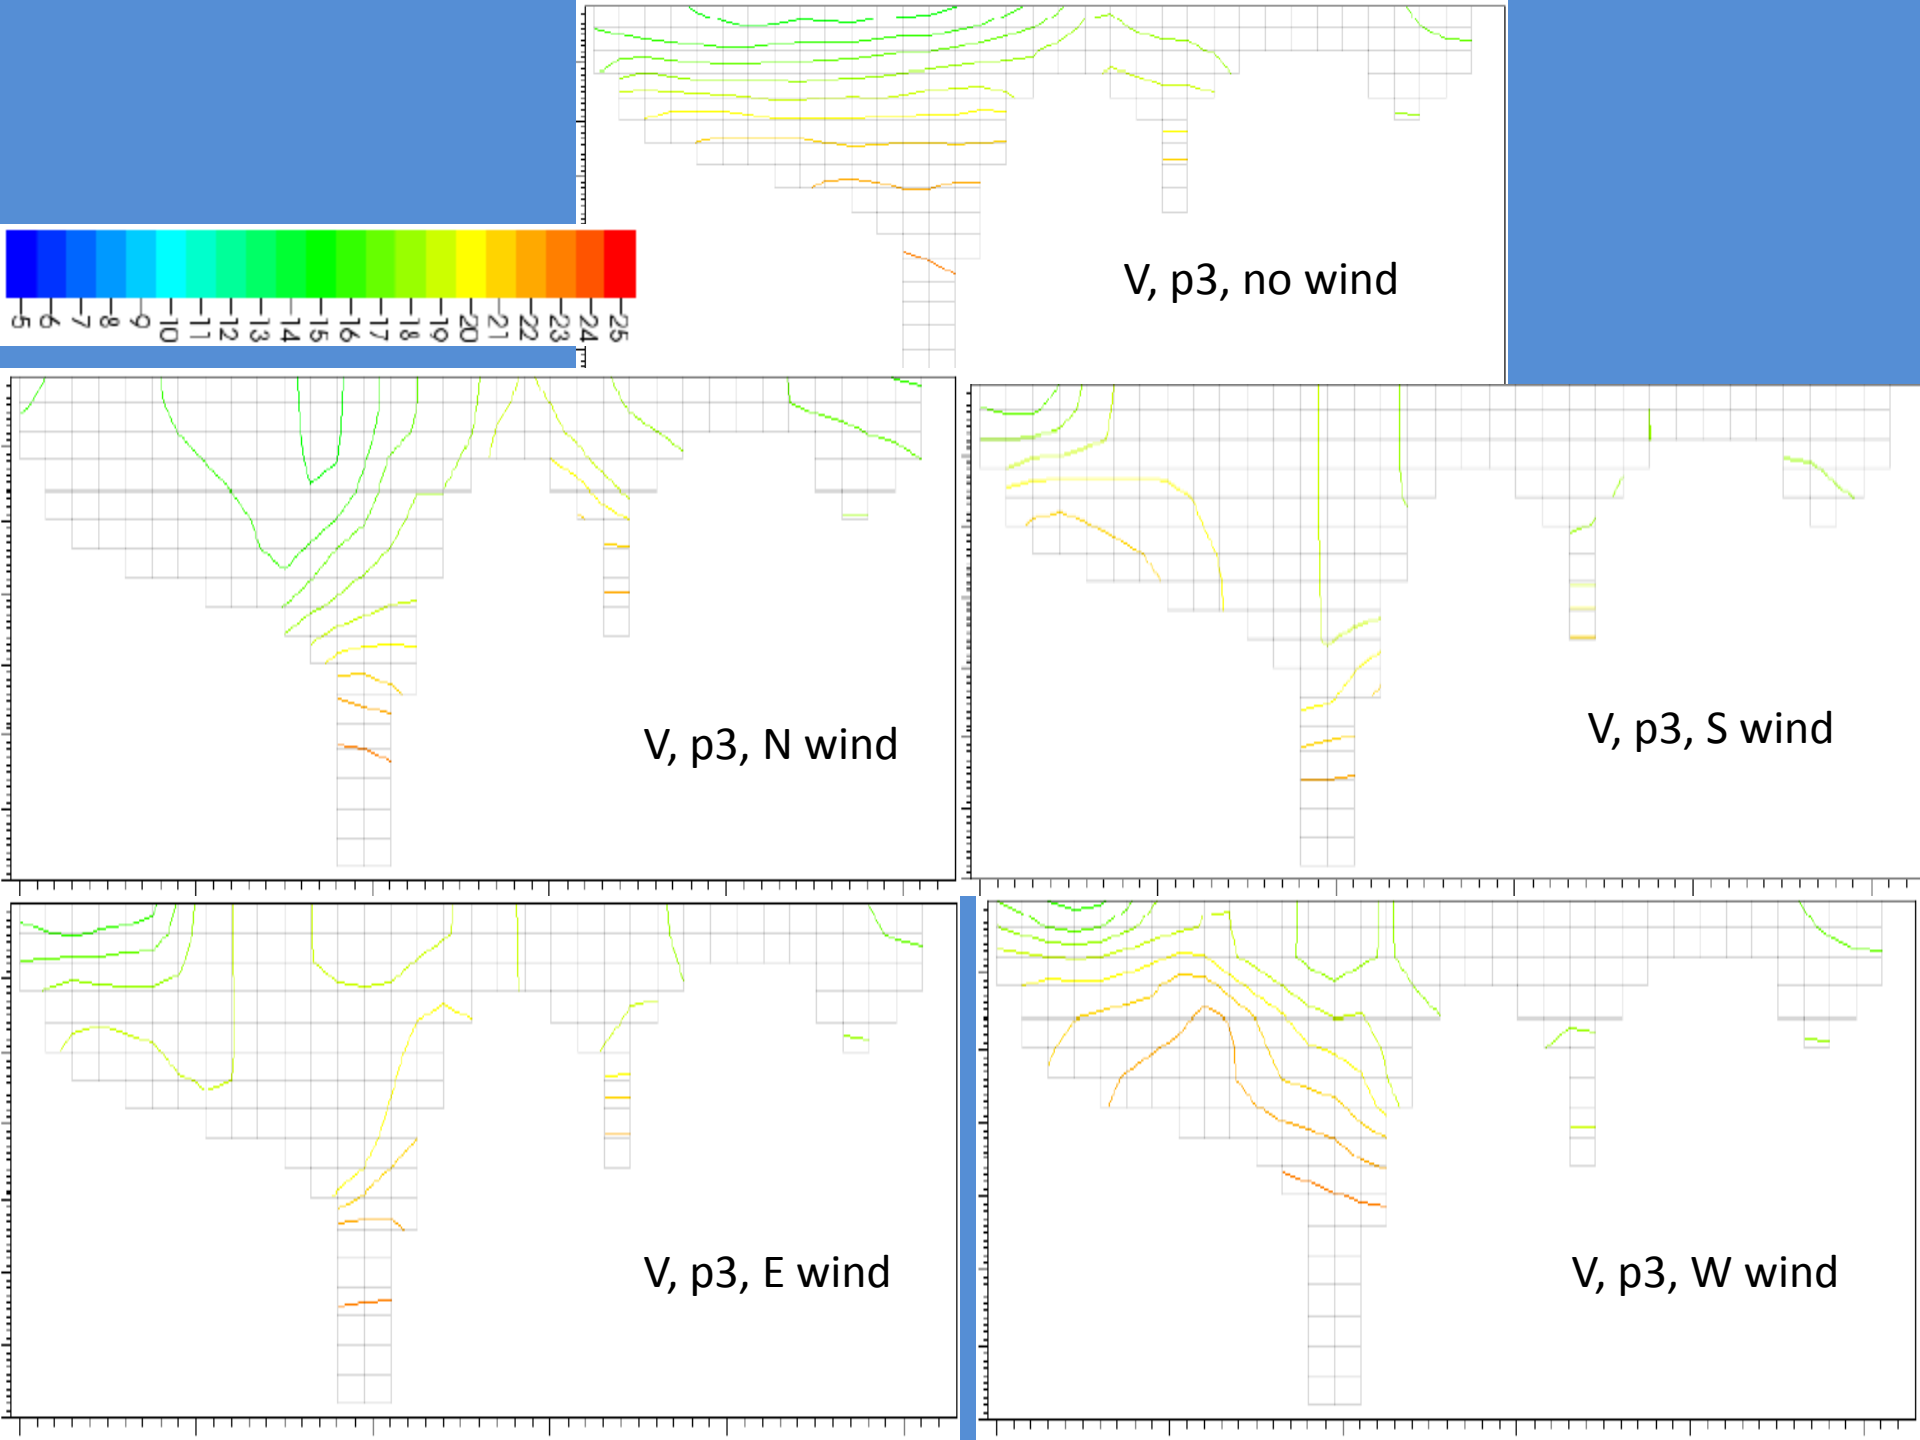 V, p3, no wind
5 6 7 8 9 10 11 12 13 14 15 16 17 18 19 20 21 22 23 24 25
V, p3, N wind
V, p3, S wind
V, p3, E wind
V, p3, W wind